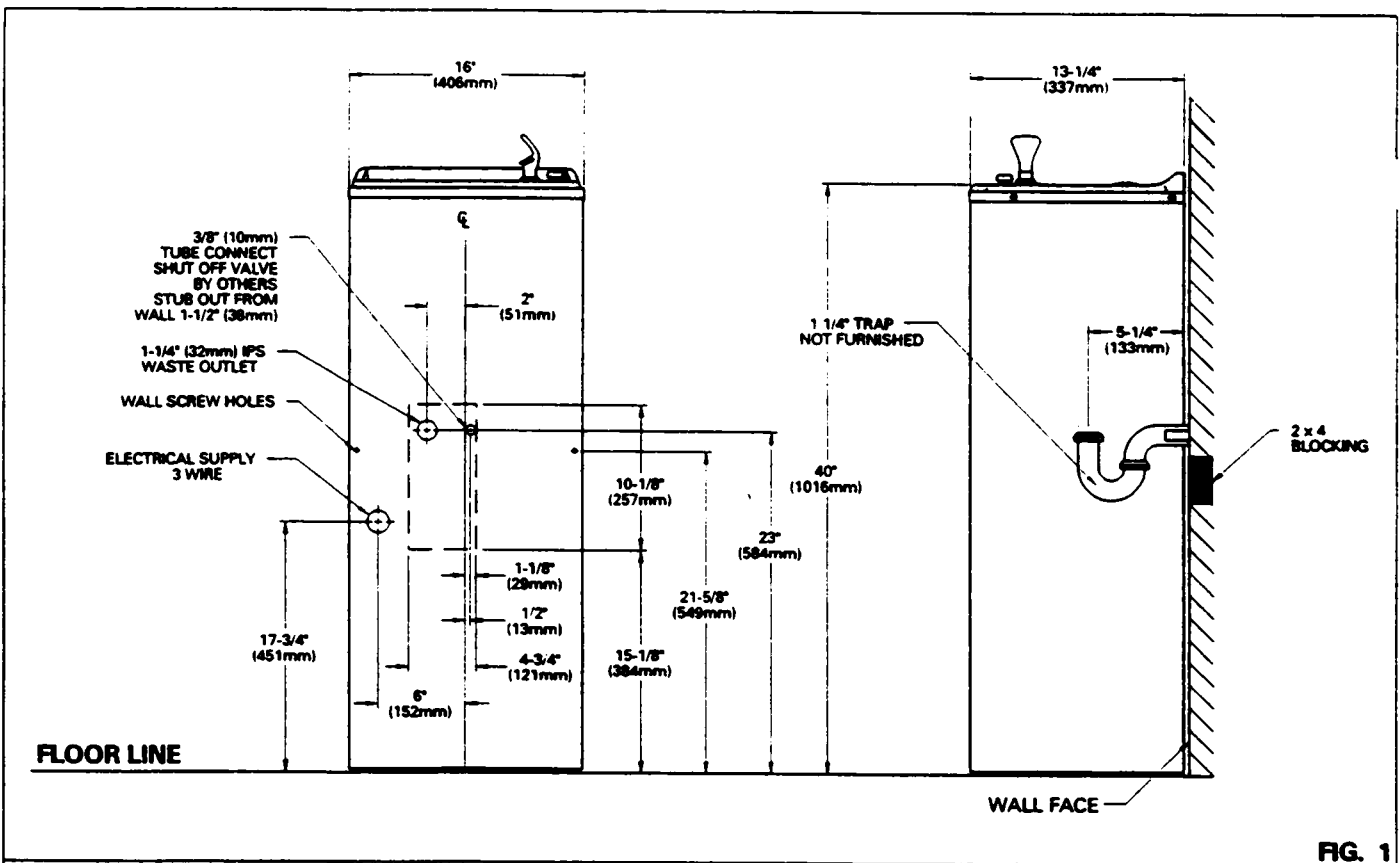 16"
(406mm)
13-1/4"
(337mm)
℄
3/8" (10mm)
TUBE CONNECT
SHUT OFF VALVE
BY OTHERS
STUB OUT FROM
WALL 1-1/2" (38mm)
2"
(51mm)
1-1/4" (32mm) IPS
WASTE OUTLET
WALL SCREW HOLES
ELECTRICAL SUPPLY
3 WIRE
1 1/4" TRAP
NOT FURNISHED
5-1/4"
(133mm)
2 x 4
BLOCKING
10-1/8"
(257mm)
40"
(1016mm)
23"
(584mm)
1-1/8"
(29mm)
21-5/8"
(549mm)
1/2"
(13mm)
17-3/4"
(451mm)
15-1/8"
(384mm)
4-3/4"
(121mm)
6"
(152mm)
FLOOR LINE
WALL FACE
FIG. 1